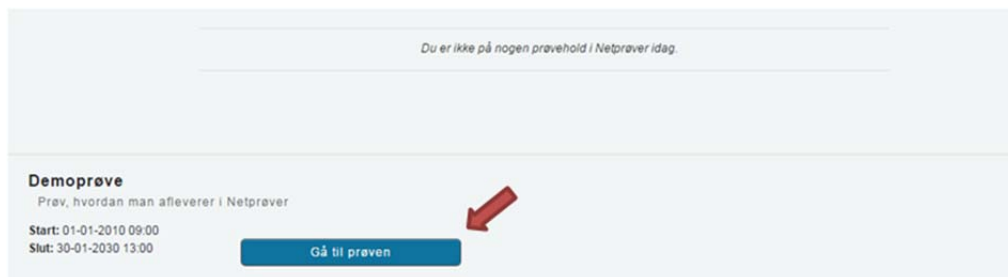 Du er ikke på nogen prøvehold i Netprøver idag.
Demoprøve
Prøv, hvordan man afleverer i Netprøver
Start: 01-01-2010 09:00
Slut: 30-01-2030 13:00
Gå til prøven